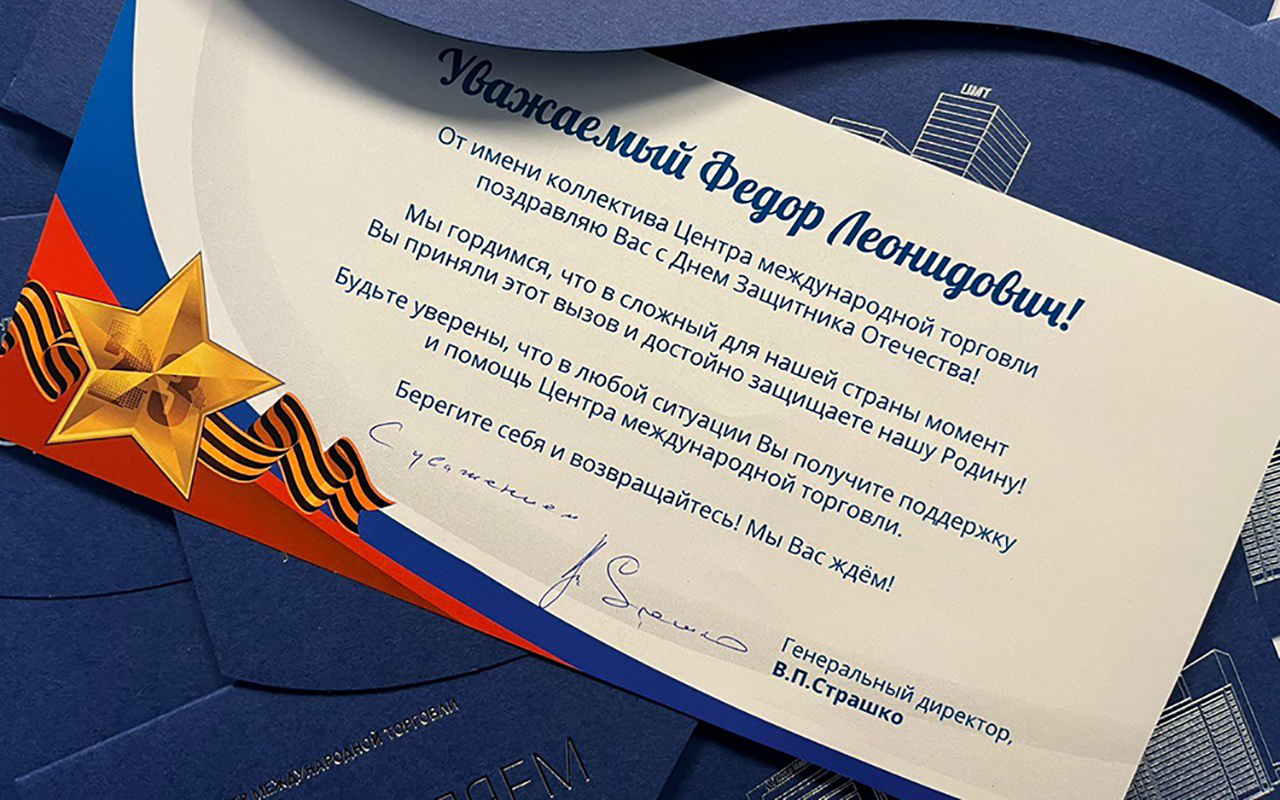 ЦМТ
Уважаемый Федор Леонидович!
От имени коллектива Центра международной торговли
поздравляю Вас с Днем Защитника Отечества!
Мы гордимся, что в сложный для нашей страны момент
Вы приняли этот вызов и достойно защищаете нашу Родину!
Будьте уверены, что в любой ситуации Вы получите поддержку
и помощь Центра международной торговли.
Берегите себя и возвращайтесь! Мы Вас ждём!
С уважением
Генеральный директор,
В.П.Страшко
МЕЖДУНАРОДНОЙ ТОРГОВЛИ